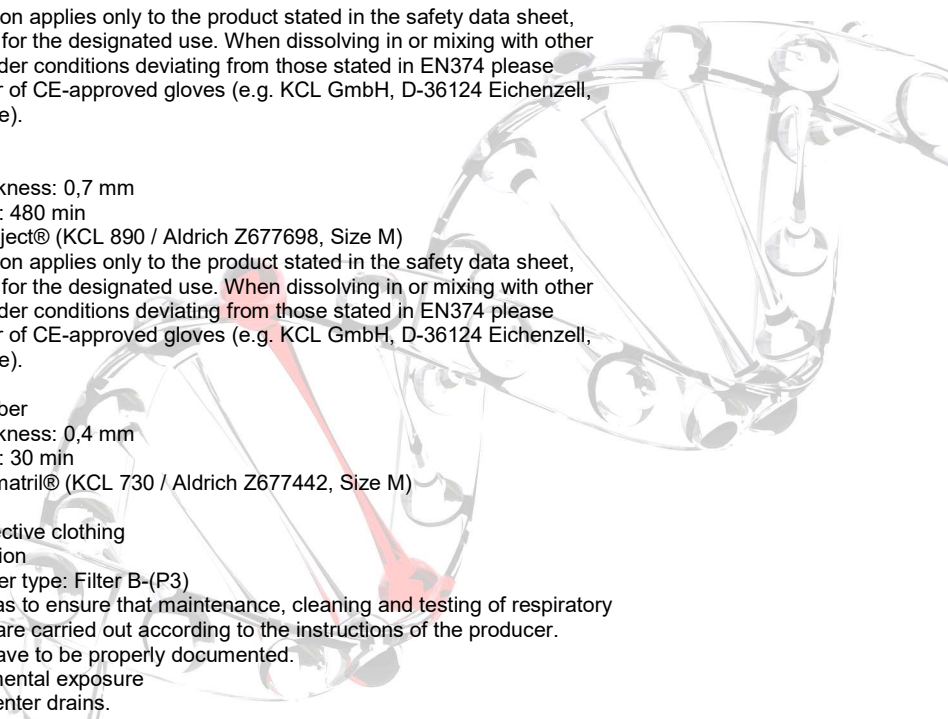 on applies only to the product stated in the safety data sheet,
for the designated use. When dissolving in or mixing with other
der conditions deviating from those stated in EN374 please
r of CE-approved gloves (e.g. KCL GmbH, D-36124 Eichenzell,
e).
kness: 0,7 mm
: 480 min
ject® (KCL 890 / Aldrich Z677698, Size M)
on applies only to the product stated in the safety data sheet,
for the designated use. When dissolving in or mixing with other
der conditions deviating from those stated in EN374 please
r of CE-approved gloves (e.g. KCL GmbH, D-36124 Eichenzell,
e).
ber
kness: 0,4 mm
: 30 min
natril® (KCL 730 / Aldrich Z677442, Size M)
ective clothing
ion
er type: Filter B-(P3)
as to ensure that maintenance, cleaning and testing of respiratory
are carried out according to the instructions of the producer.
ave to be properly documented.
nental exposure
enter drains.